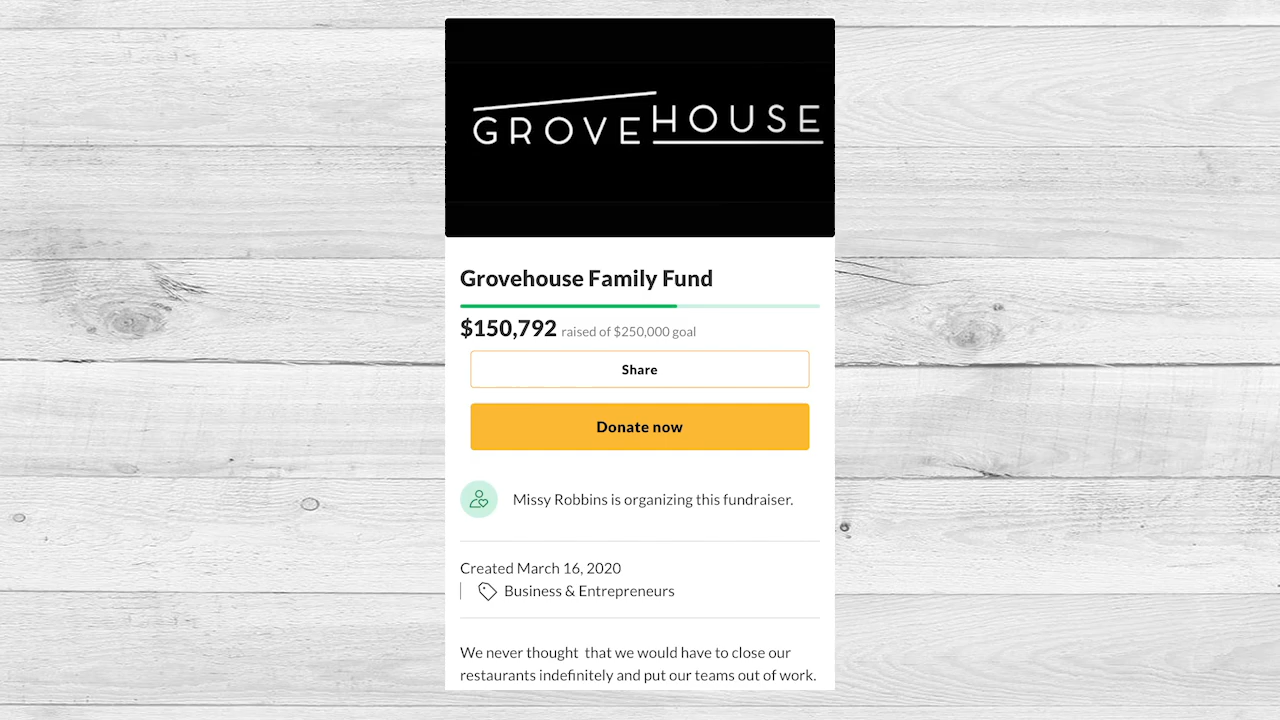 GROVEHOUSE
Grovehouse Family Fund
$150,792 raised of $250,000 goal
Share
Donate now
Missy Robbins is organizing this fundraiser.
Created March 16, 2020
Business & Entrepreneurs
We never thought that we would have to close our
restaurants indefinitely and put our teams out of work.